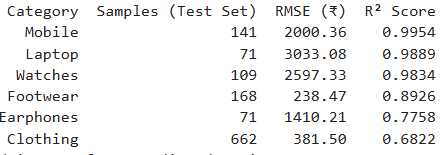 Category Samples (Test Set) RMSE (₹) R² Score
Mobile 141 2000.36 0.9954
Laptop 71 3033.08 0.9889
Watches 109 2597.33 0.9834
Footwear 168 238.47 0.8926
Earphones 71 1410.21 0.7758
Clothing 662 381.50 0.6822